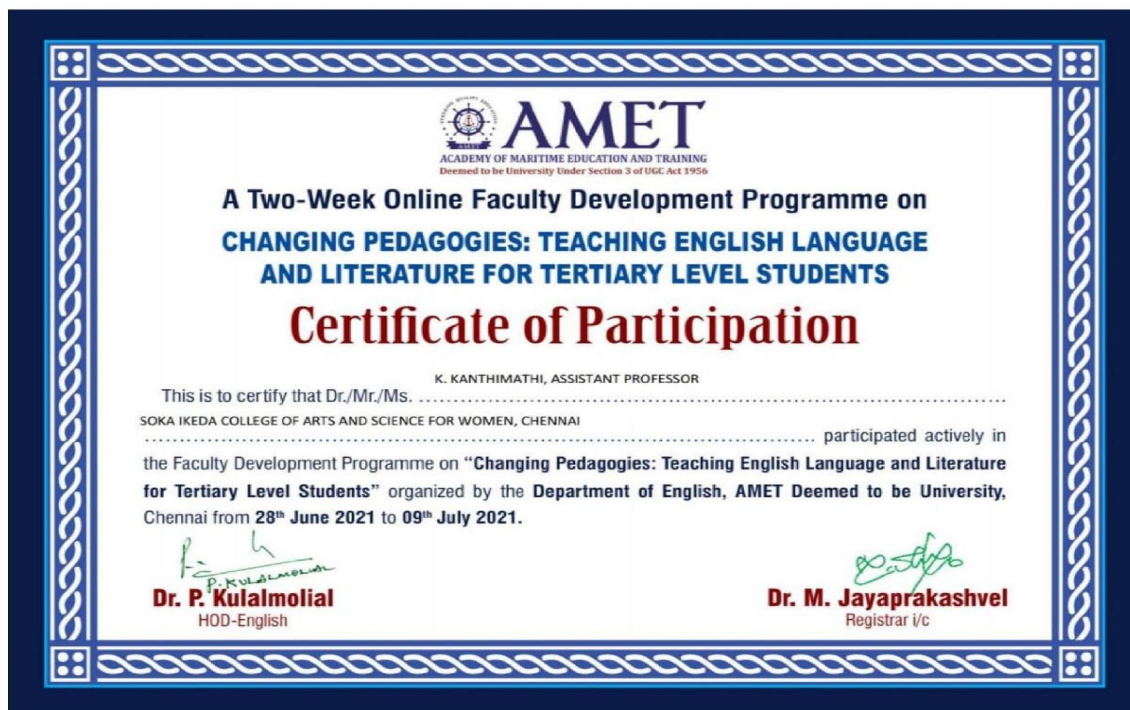 AMET
AMET
ACADEMY OF MARITIME EDUCATION AND TRAINING
Deemed to be University Under Section 3 of UGC Act 1956
A Two-Week Online Faculty Development Programme on
CHANGING PEDAGOGIES: TEACHING ENGLISH LANGUAGE
AND LITERATURE FOR TERTIARY LEVEL STUDENTS
Certificate of Participation
K. KANTHIMATHI, ASSISTANT PROFESSOR
This is to certify that Dr./Mr./Ms. ................................................................
SOKA IKEDA COLLEGE OF ARTS AND SCIENCE FOR WOMEN, CHENNAI
................................................................ participated actively in
the Faculty Development Programme on “Changing Pedagogies: Teaching English Language and Literature
for Tertiary Level Students” organized by the Department of English, AMET Deemed to be University,
Chennai from 28th June 2021 to 09th July 2021.
P. KULALMOLIAL
Dr. P. Kulalmolial
HOD-English
Dr. M. Jayaprakashvel
Registrar i/c